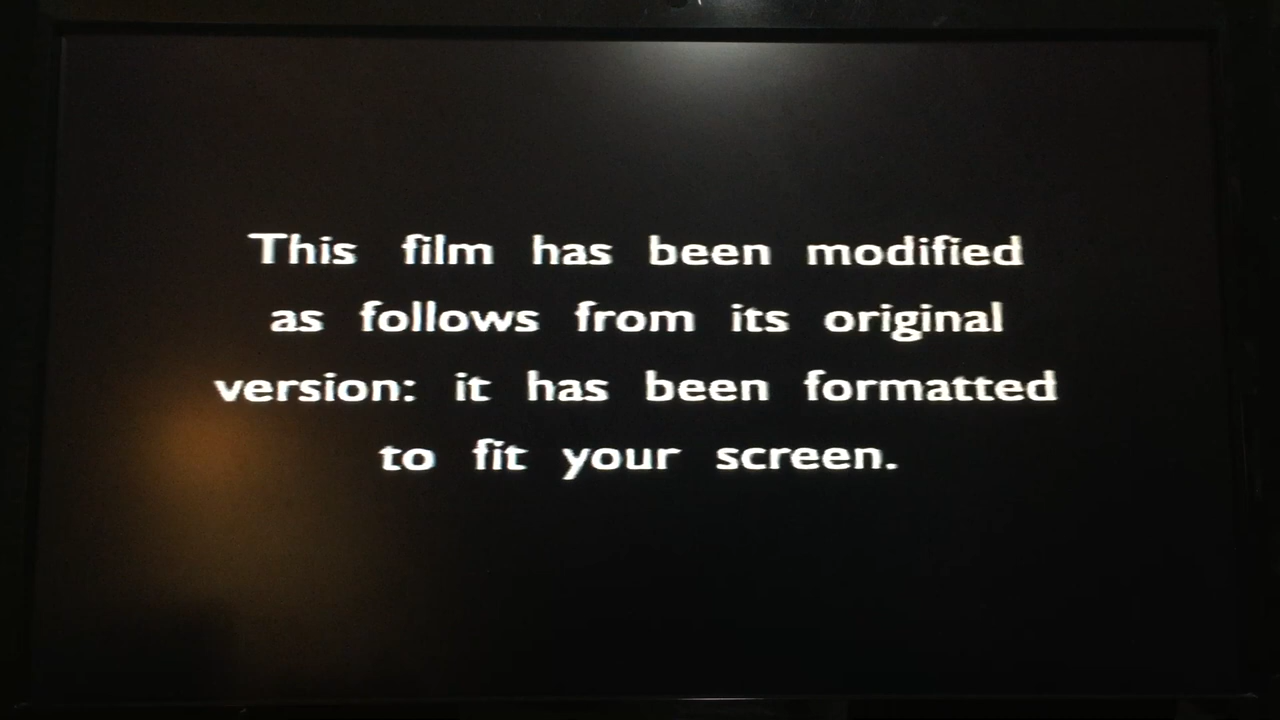 This film has been modified
as follows from its original
version: it has been formatted
to fit your screen.